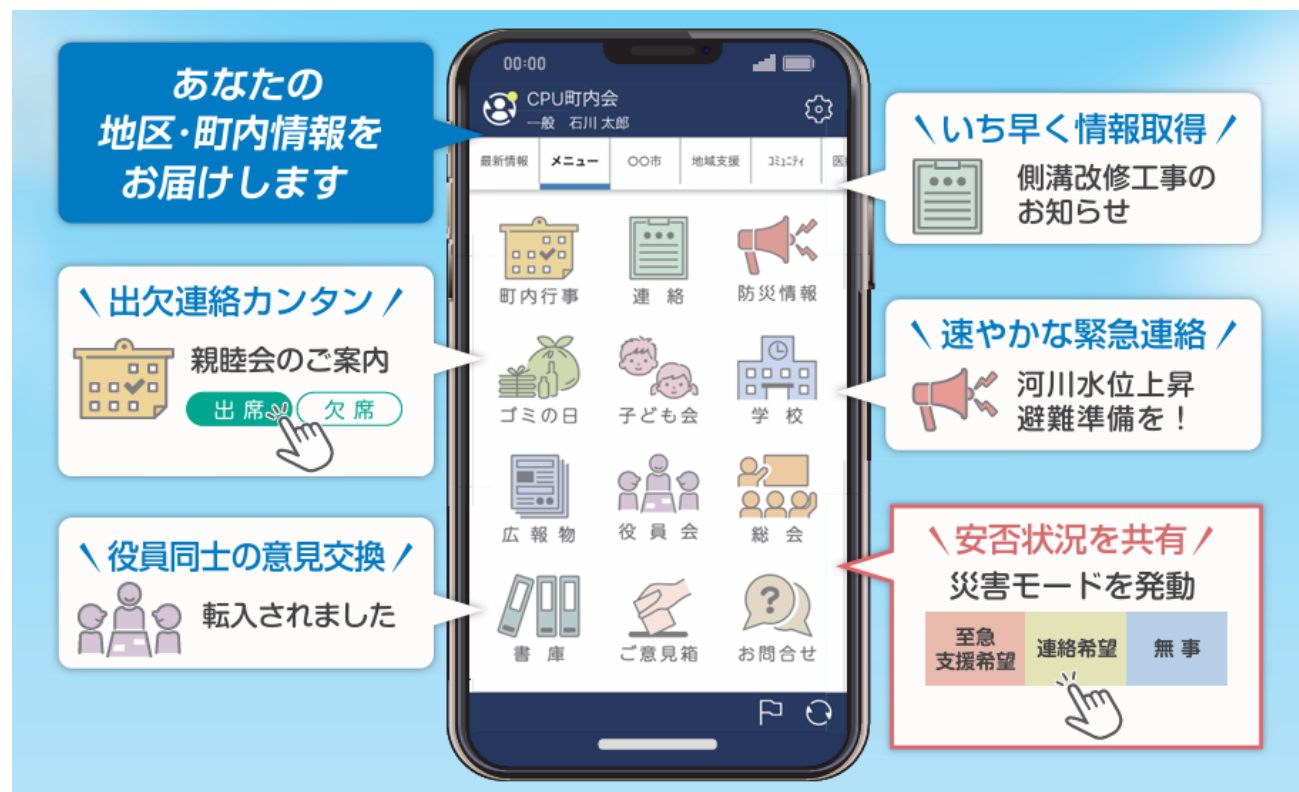 あなたの
地区・町内情報を
お届けします
\出欠連絡カンタン/
親睦会のご案内
出席
欠席
\役員同士の意見交換/
転入されました
00:00
CPU町内会
一般 石川 太郎
最新情報
メニュー
〇〇市
地域支援
コミュニティ
医
町内行事
連絡
防災情報
ゴミの日
子ども会
学校
広報物
役員会
総会
書庫
ご意見箱
お問合せ
\いち早く情報取得/
側溝改修工事の
お知らせ
\速やかな緊急連絡/
河川水位上昇
避難準備を!
\安否状況を共有/
災害モードを発動
至急
支援希望
連絡希望
無事